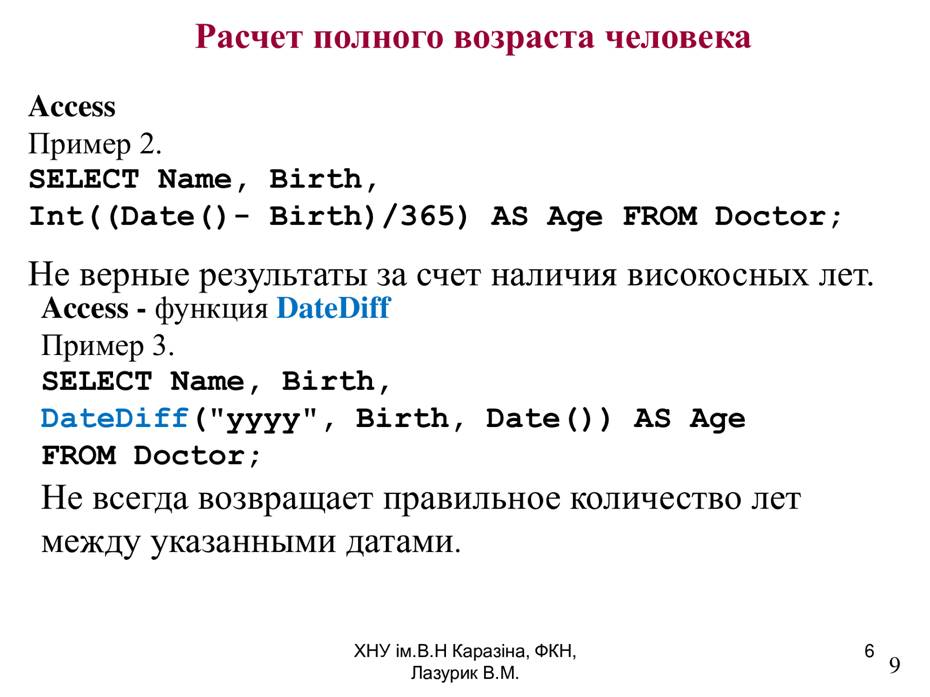 Расчет полного возраста человека
Access
Пример 2.
SELECT Name, Birth,
Int((Date()- Birth)/365) AS Age FROM Doctor;
Не верные результаты за счет наличия високосных лет.
Access - функция DateDiff
Пример 3.
SELECT Name, Birth,
DateDiff("yyyy", Birth, Date()) AS Age
FROM Doctor;
Не всегда возвращает правильное количество лет
между указанными датами.
ХНУ ім.В.Н Каразіна, ФКН,
Лазурик В.М.
6
9